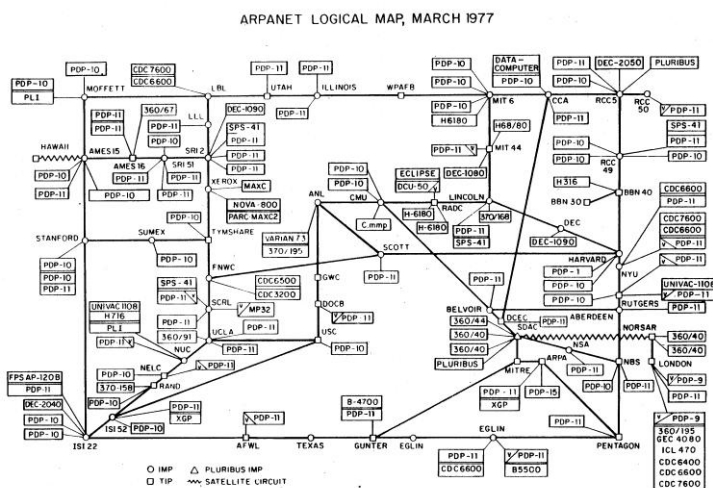 ARPANET LOGICAL MAP, MARCH 1977
PDP-10
MOFFETT
PDP-10
PLI
CDC7600
CDC6600
LBL
PDP-11
UTAH
PDP-11
ILLINOIS
PDP-11
WPAFB
PDP-10
PDP-10
PDP-10
H6180
MIT 6
DATA-
COMPUTER
PDP-10
CCA
PDP-11
PDP-11
PDP-10
DEC-2050
PLURIBUS
RCC5
RCC
50
PDP-11
LLL
DEC-1090
SPS-41
PDP-11
PDP-11
PDP-11
SRI 2
PDP-11
PDP-11
360/67
PDP-11
PDP-10
HAWAII
AMES15
AMES16
SRI 51
PDP-10
PDP-11
PDP-10
PDP-11
PDP-11
H68/80
PDP-11
MIT 44
DEC-1080
PDP-10
PDP-10
RCC
49
SPS-41
PDP-11
PDP-10
XEROX
MAXC
NOVA-800
PARC-MAXC2
ANL
PDP-10
PDP-10
CMU
C.mmp
ECLIPSE
DCU-50
RADC
H-6180
H-6180
LINCOLN
370/168
PDP-11
SPS-41
DEC
DEC-1090
H316
BBN 40
BBN 30
CDC6600
PDP-11
CDC7600
CDC6600
PDP-11
PDP-11
STANFORD
PDP-10
PDP-10
PDP-11
SUMEX
PDP-10
PDP-10
TYMSHARE
VARIAN 73
370/195
SCOTT
PDP-11
HARVARD
PDP-1
PDP-10
PDP-10
NYU
UNIVAC-1108
PDP-11
RUTGERS
FNWC
CDC6500
CDC3200
GWC
DOCB
PDP-11
SPS-41
PDP-11
PDP-11
360/91
SCRL
MP32
UCLA
PDP-11
PDP-11
USC
PDP-10
UNIVAC1108
H716
PLI
PDP-11
NUC
PDP-11
NELC
PDP-10
370-158
RAND
PDP-10
PDP-11
BELVOIR
360/44
360/40
360/40
PLURIBUS
DCEC
PDP-11
SDAC
ABERDEEN
NSA
PDP-11
NORSAR
360/40
360/40
LONDON
PDP-9
PDP-11
NBS
PDP-10
PDP-11
MITRE
PDP-11
XGP
ARPA
PDP-15
FPS AP-120B
PDP-11
DEC-2040
PDP-10
PDP-10
ISI 22
ISI 52
PDP-11
XGP
PDP-10
PDP-11
AFWL
TEXAS
B-4700
PDP-11
GUNTER
EGLIN
EGLIN
PDP-11
CDC6600
PDP-11
B5500
PDP-11
PENTAGON
PDP-9
360/195
GEC 4080
ICL 470
CDC6400
CDC6600
CDC 7600
IMP
PLURIBUS IMP
TIP
SATELLITE CIRCUIT